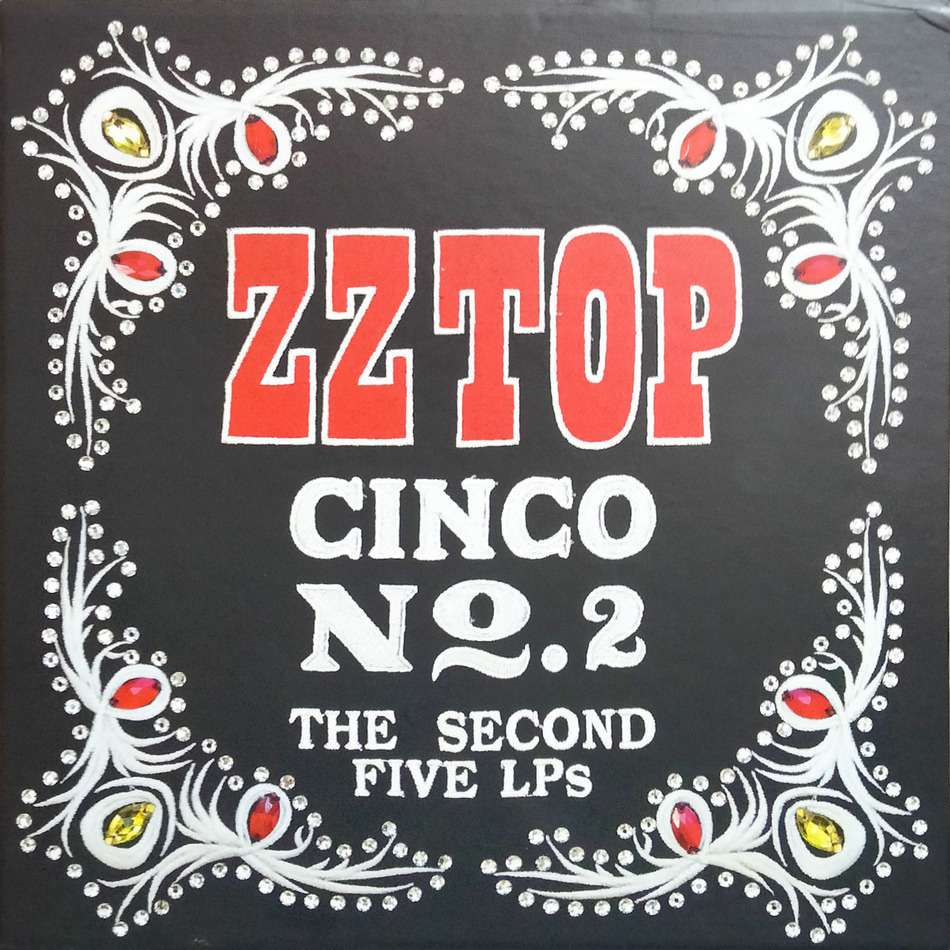 ZZ TOP
CINCO
No.2
THE SECOND
FIVE LPs